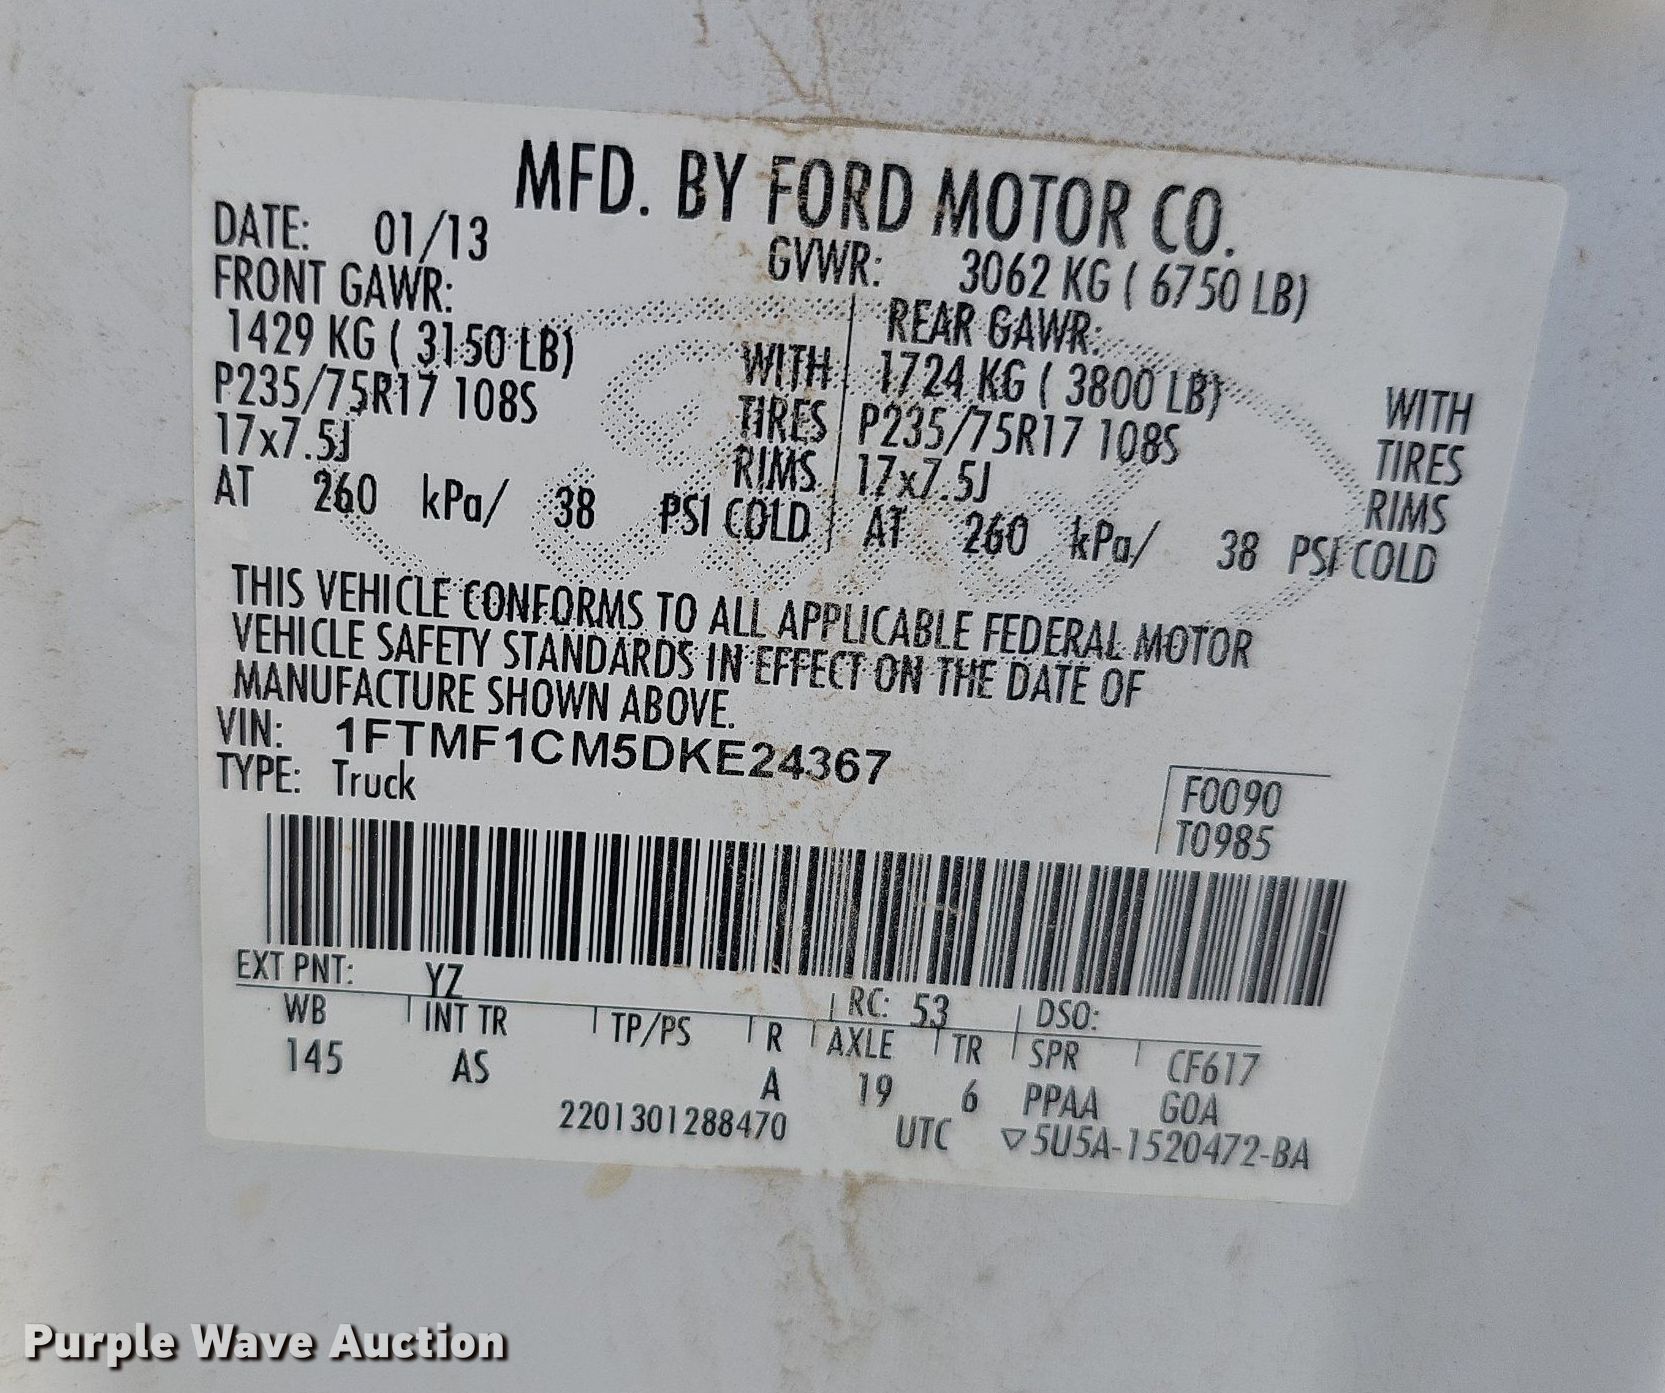 MFD. BY FORD MOTOR CO.
DATE: 01/13 GVWR: 3062 KG ( 6750 LB)
FRONT GAWR: REAR GAWR:
1429 KG ( 3150 LB) WITH 1724 KG ( 3800 LB) WITH
P235/75R17 108S TIRES P235/75R17 108S TIRES
17x7.5J RIMS 17x7.5J RIMS
AT 260 kPa/ 38 PSI COLD AT 260 kPa/ 38 PSI COLD
THIS VEHICLE CONFORMS TO ALL APPLICABLE FEDERAL MOTOR
VEHICLE SAFETY STANDARDS IN EFFECT ON THE DATE OF
MANUFACTURE SHOWN ABOVE.
VIN: 1FTMF1CM5DKE24367
TYPE: Truck
F0090
T0985
EXT PNT: YZ RC: 53 DSO:
WB INT TR TP/PS R AXLE TR SPR CF617
145 AS A 19 6 PPAA GOA
2201301288470 UTC ▽5U5A-1520472-BA
Purple Wave Auction